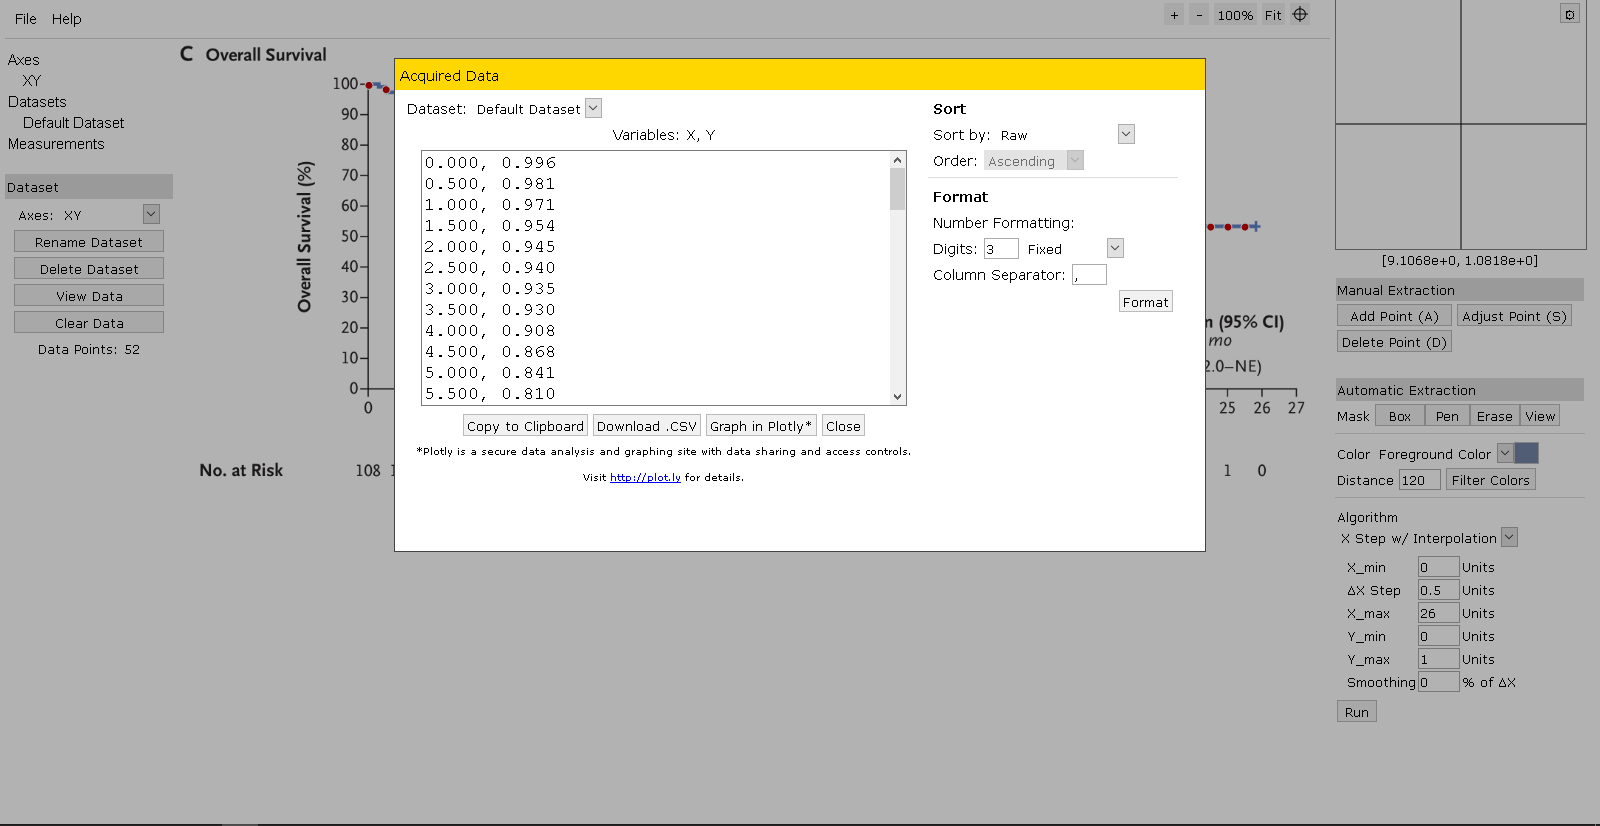 File Help
+ - 100% Fit
Axes
XY
Datasets
Default Dataset
Measurements
Dataset
Axes: XY
Rename Dataset
Delete Dataset
View Data
Clear Data
Data Points: 52
C Overall Survival
Overall Survival (%)
100
90
80
70
60
50
40
30
20
10
0
0
25 26 27
n (95% CI)
mo
2.0–NE)
No. at Risk 108 1 0
Acquired Data
Dataset: Default Dataset
Variables: X, Y
0.000, 0.996
0.500, 0.981
1.000, 0.971
1.500, 0.954
2.000, 0.945
2.500, 0.940
3.000, 0.935
3.500, 0.930
4.000, 0.908
4.500, 0.868
5.000, 0.841
5.500, 0.810
Copy to Clipboard Download .CSV Graph in Plotly* Close
*Plotly is a secure data analysis and graphing site with data sharing and access controls.
Visit http://plot.ly for details.
Sort
Sort by: Raw
Order: Ascending
Format
Number Formatting:
Digits: 3 Fixed
Column Separator: ,
Format
[9.1068e+0, 1.0818e+0]
Manual Extraction
Add Point (A) Adjust Point (S)
Delete Point (D)
Automatic Extraction
Mask Box Pen Erase View
Color Foreground Color
Distance 120 Filter Colors
Algorithm
X Step w/ Interpolation
X_min 0 Units
ΔX Step 0.5 Units
X_max 26 Units
Y_min 0 Units
Y_max 1 Units
Smoothing 0 % of ΔX
Run